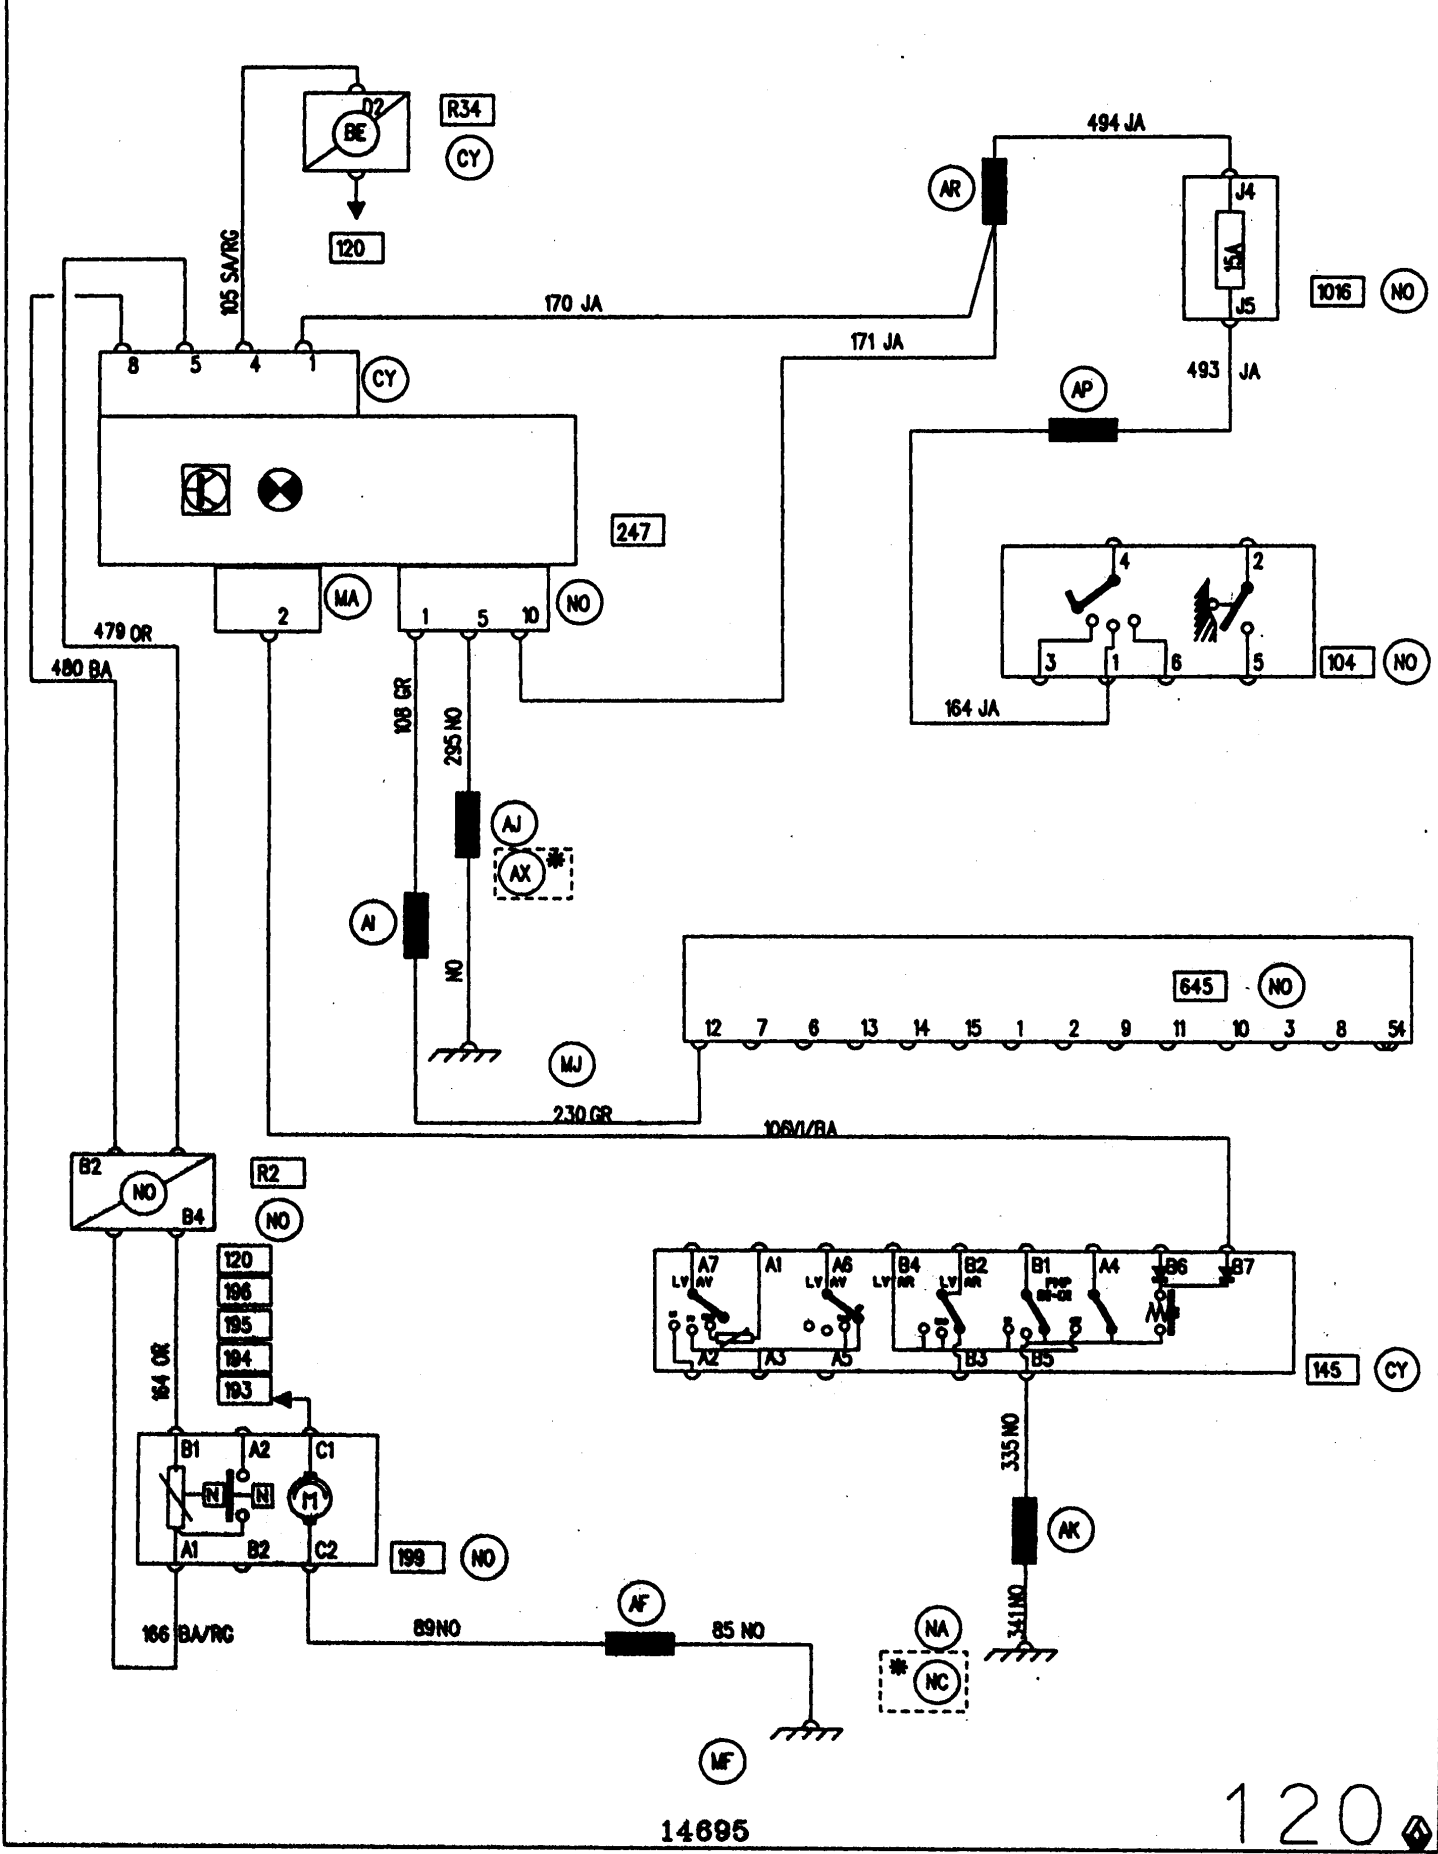 D2
BE
R34
CY
120
105 SA/RG
494 JA
AR
J4
15A
J5
1016
NO
170 JA
171 JA
493 JA
AP
8 5 4 1
CY
247
MA
2
1 5 10
NO
4 2
3 1 6 5
104
NO
164 JA
479 OR
480 BA
108 GR
295 NO
AJ
AX *
AI
NO
645
NO
12 7 6 13 14 15 1 2 9 11 10 3 8 54
MJ
230 GR
106VI/BA
B2
NO
B4
R2
NO
120
196
195
194
193
164 OR
A7 A1 A6 B4 B2 B1 A4 B6 B7
LV AV LV AV LV AR LV AR
A2 A3 A5 B3 B5
145
CY
335 NO
AK
341 NO
B1 A2 C1
N N M
A1 B2 C2
199
NO
166 BA/RG
89 NO
AF
85 NO
NA
* NC
MF
14695
120